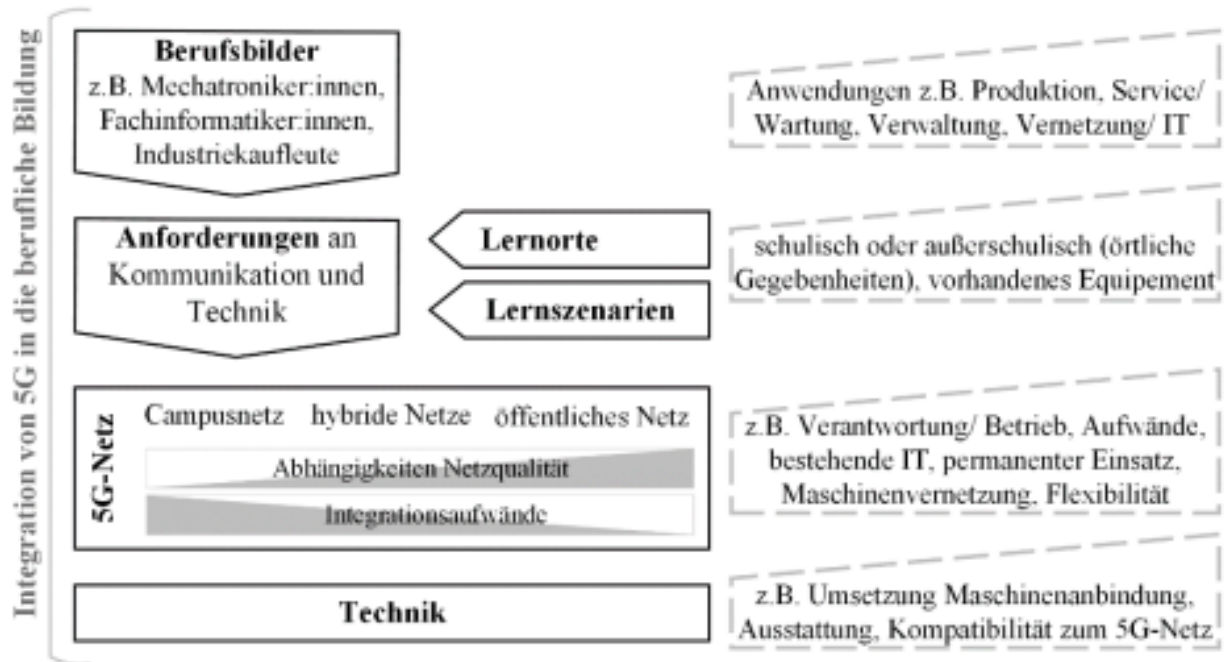 Integration von 5G in die berufliche Bildung
Berufsbilder
z.B. Mechatroniker:innen,
Fachinformatiker:innen,
Industriekaufleute
Anwendungen z.B. Produktion, Service/
Wartung, Verwaltung, Vernetzung/ IT
Anforderungen an
Kommunikation und
Technik
Lernorte
Lernszenarien
schulisch oder außerschulisch (örtliche
Gegebenheiten), vorhandenes Equipement
5G-Netz
Campusnetz hybride Netze öffentliches Netz
Abhängigkeiten Netzqualität
Integrationsaufwände
z.B. Verantwortung/ Betrieb, Aufwände,
bestehende IT, permanenter Einsatz,
Maschinenvernetzung, Flexibilität
Technik
z.B. Umsetzung Maschinenanbindung,
Ausstattung, Kompatibilität zum 5G-Netz